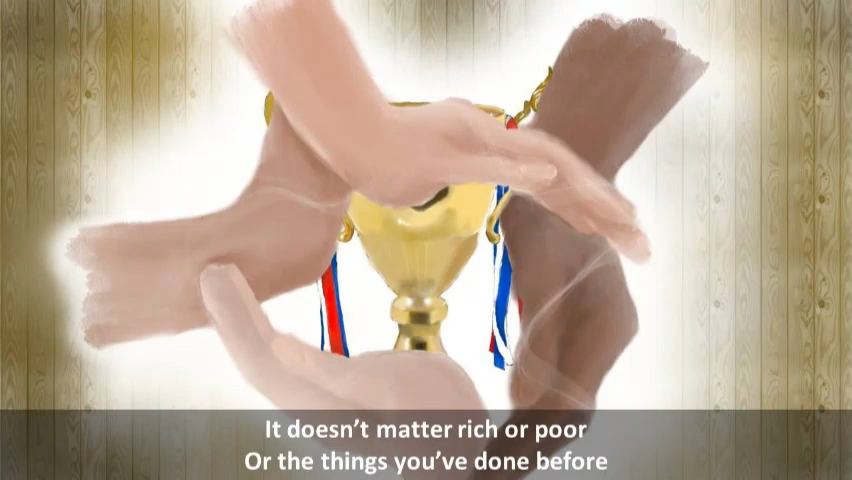 It doesn’t matter rich or poor
Or the things you’ve done before